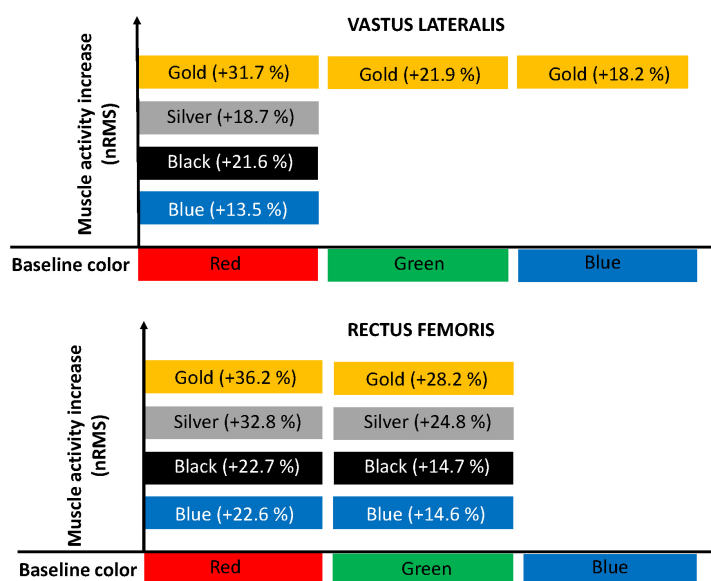 VASTUS LATERALIS
Muscle activity increase
(nRMS)
Gold (+31.7 %) Gold (+21.9 %) Gold (+18.2 %)
Silver (+18.7 %)
Black (+21.6 %)
Blue (+13.5 %)
Baseline color Red Green Blue
RECTUS FEMORIS
Muscle activity increase
(nRMS)
Gold (+36.2 %) Gold (+28.2 %)
Silver (+32.8 %) Silver (+24.8 %)
Black (+22.7 %) Black (+14.7 %)
Blue (+22.6 %) Blue (+14.6 %)
Baseline color Red Green Blue